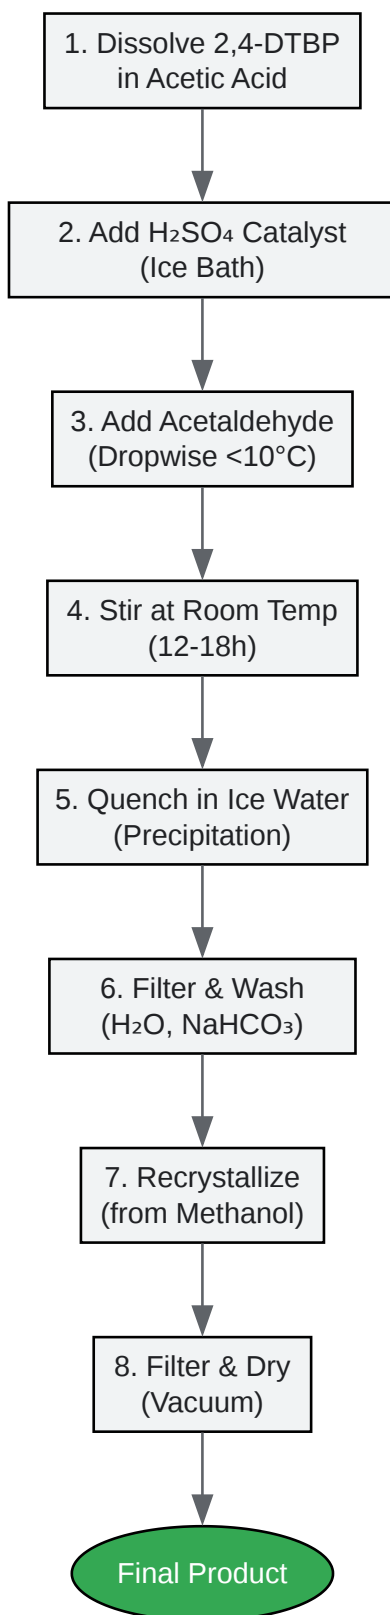 1. Dissolve 2,4-DTBP
in Acetic Acid
2. Add H₂SO₄ Catalyst
(Ice Bath)
3. Add Acetaldehyde
(Dropwise <10°C)
4. Stir at Room Temp
(12-18h)
5. Quench in Ice Water
(Precipitation)
6. Filter & Wash
(H₂O, NaHCO₃)
7. Recrystallize
(from Methanol)
8. Filter & Dry
(Vacuum)
Final Product